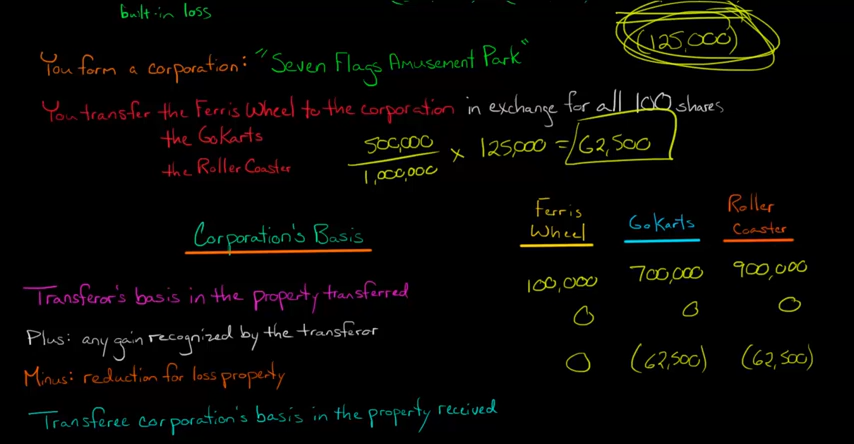 built-in loss
(125,000)
You form a corporation: "Seven Flags Amusement Park"
You transfer the Ferris Wheel to the corporation in exchange for all 100 shares
the GoKarts
the Roller Coaster
500,000
1,000,000
× 125,000 = 62,500
Corporation's Basis
Ferris Wheel
GoKarts
Roller Coaster
Transferor's basis in the property transferred 100,000 700,000 900,000
Plus: any gain recognized by the transferor 0 0 0
Minus: reduction for loss property 0 (62,500) (62,500)
Transferee corporation's basis in the property received